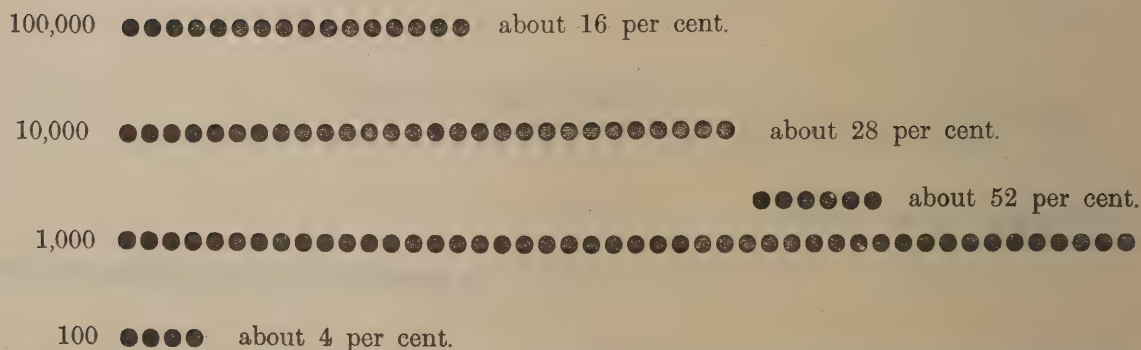 100,000 about 16 per cent.
10,000 about 28 per cent.
about 52 per cent.
1,000
100 about 4 per cent.